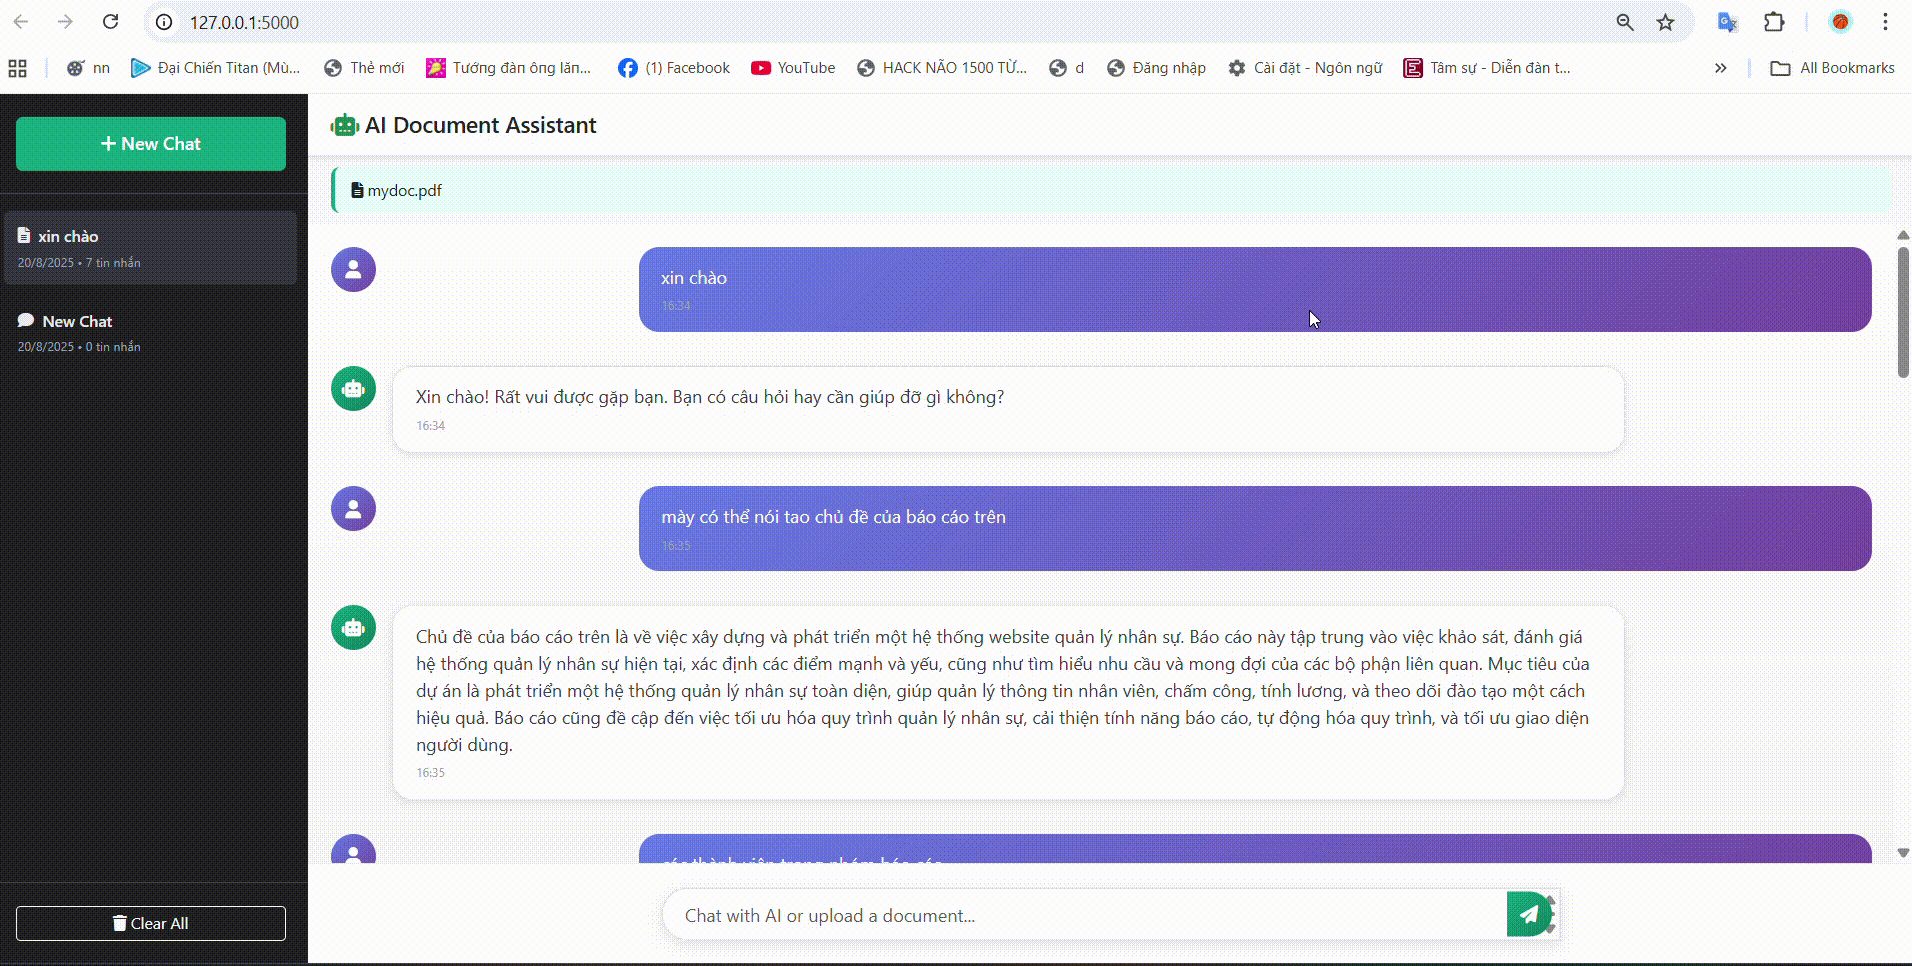 127.0.0.1:5000
nn
Đại Chiến Titan (Mù...
Thẻ mới
Tướng đàn ông lăn...
(1) Facebook
YouTube
HACK NÃO 1500 TỪ...
d
Đăng nhập
Cài đặt - Ngôn ngữ
Tâm sự - Diễn đàn t...
All Bookmarks
New Chat
AI Document Assistant
mydoc.pdf
xin chào
20/8/2025 • 7 tin nhắn
New Chat
20/8/2025 • 0 tin nhắn
xin chào
16:34
Xin chào! Rất vui được gặp bạn. Bạn có câu hỏi hay cần giúp đỡ gì không?
16:34
mày có thể nói tao chủ đề của báo cáo trên
16:35
Chủ đề của báo cáo trên là về việc xây dựng và phát triển một hệ thống website quản lý nhân sự. Báo cáo này tập trung vào việc khảo sát, đánh giá
hệ thống quản lý nhân sự hiện tại, xác định các điểm mạnh và yếu, cũng như tìm hiểu nhu cầu và mong đợi của các bộ phận liên quan. Mục tiêu của
dự án là phát triển một hệ thống quản lý nhân sự toàn diện, giúp quản lý thông tin nhân viên, chấm công, tính lương, và theo dõi đào tạo một cách
hiệu quả. Báo cáo cũng đề cập đến việc tối ưu hóa quy trình quản lý nhân sự, cải thiện tính năng báo cáo, tự động hóa quy trình, và tối ưu giao diện
người dùng.
16:35
các thành viên trong nhóm báo cáo
Chat with AI or upload a document...
Clear All